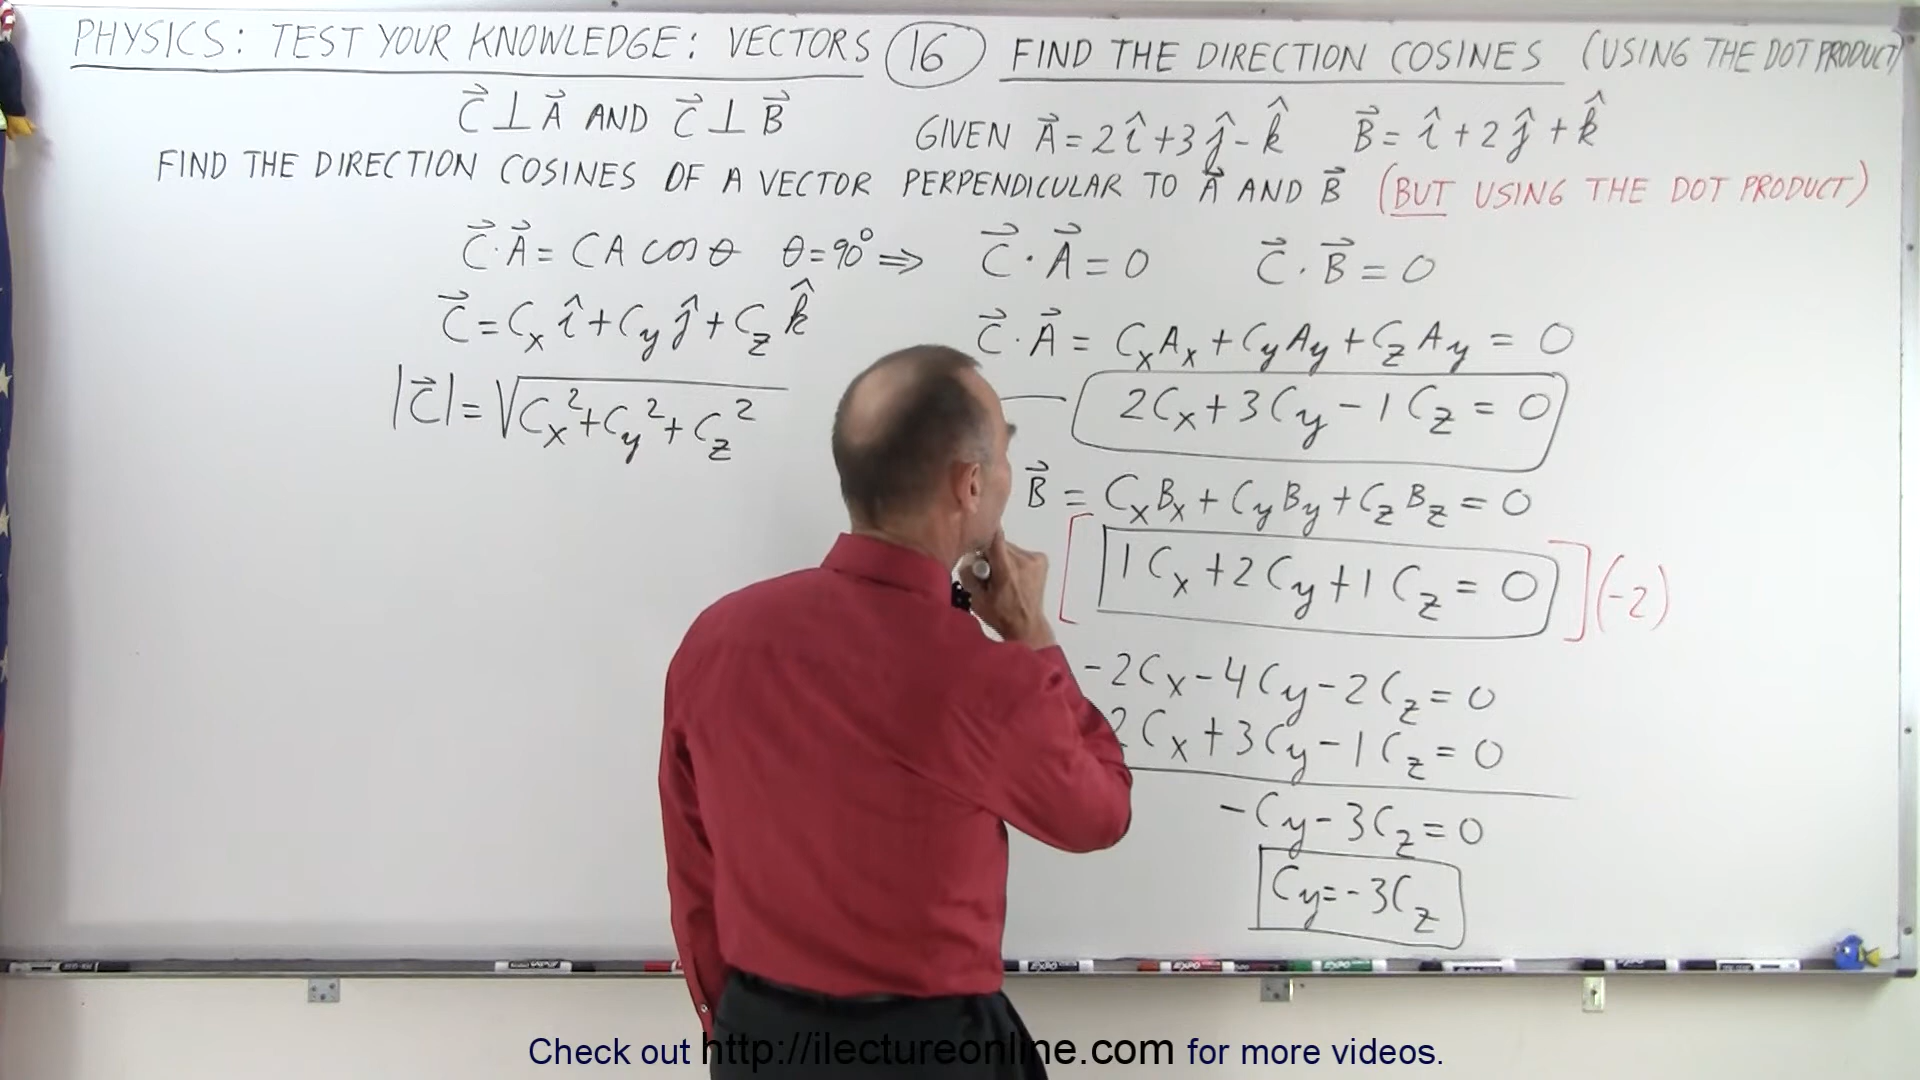 PHYSICS: TEST YOUR KNOWLEDGE: VECTORS 16 FIND THE DIRECTION COSINES (USING THE DOT PRODUCT)
C⃗ ⊥ A⃗ AND C⃗ ⊥ B⃗
GIVEN A⃗ = 2î + 3ĵ - k̂ B⃗ = î + 2ĵ + k̂
FIND THE DIRECTION COSINES OF A VECTOR PERPENDICULAR TO A⃗ AND B⃗ (BUT USING THE DOT PRODUCT)
C⃗ · A⃗ = C A cos θ θ = 90° ⇒ C⃗ · A⃗ = 0 C⃗ · B⃗ = 0
C⃗ = Cx î + Cy ĵ + Cz k̂
|C⃗| = √(Cx² + Cy² + Cz²)
C⃗ · A⃗ = CxAx + CyAy + CzAy = 0
2Cx + 3Cy - 1Cz = 0
B⃗ = CxBx + CyBy + CzBz = 0
[1Cx + 2Cy + 1Cz = 0] (-2)
-2Cx - 4Cy - 2Cz = 0
2Cx + 3Cy - 1Cz = 0
-Cy - 3Cz = 0
Cy = -3Cz
EXPO EXPO EXPO
Check out http://ilectureonline.com for more videos.